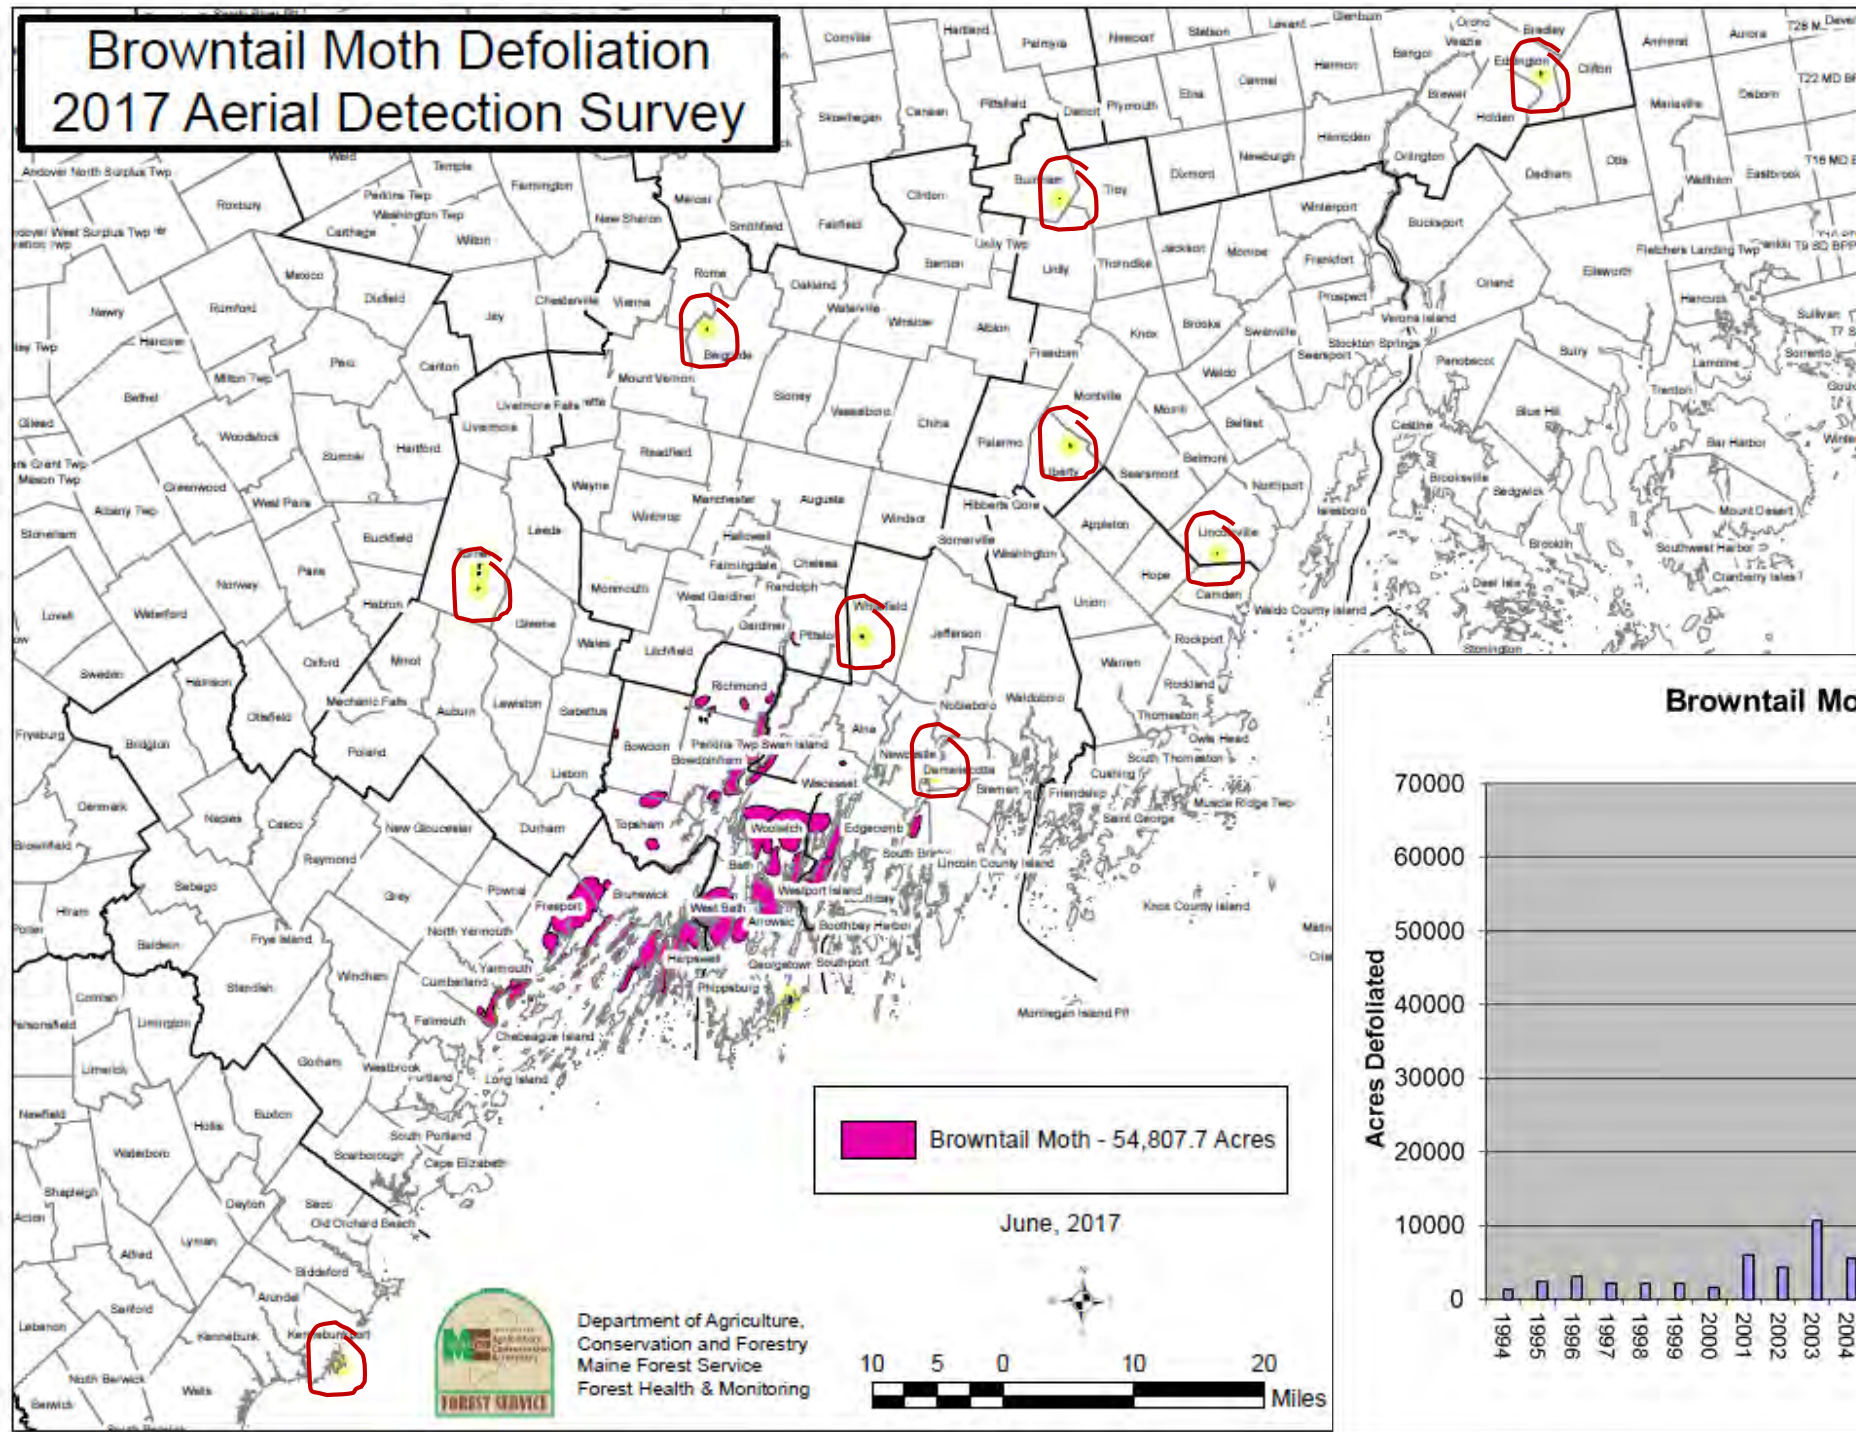 Browntail Moth Defoliation
2017 Aerial Detection Survey
Cornville
Hartland
Palmyra
Newport
Stetson
Levant
Glenburn
Orono
Bradley
Veazie
Bangor
Hermon
Carmel
Etna
Plymouth
Detroit
Pittsfield
Canaan
Skowhegan
Eddington
Clifton
Brewer
Holden
Amherst
Aurora
Mariaville
Osborn
T22 MD BP
Andover North Surplus Twp
Temple
Farmington
Perkins Twp
Washington Twp
Roxbury
Carthage
Wilton
New Sharon
Mercer
Smithfield
Fairfield
Clinton
Burnham
Troy
Dixmont
Newburgh
Hampden
Orrington
Dedham
Otis
Waltham
Eastbrook
Winterport
Bucksport
Unity Twp
Benton
Unity
Thorndike
Jackson
Monroe
Frankfort
Prospect
Verona Island
Orland
Ellsworth
Fletchers Landing Twp
Hancock
Sullivan
Mexico
Dixfield
Rumford
Newry
Hanover
Milton Twp
Peru
Canton
Jay
Chesterville
Vienna
Rome
Belgrade
Oakland
Waterville
Winslow
Albion
Freedom
Knox
Brooks
Swanville
Stockton Springs
Searsport
Waldo
Penobscot
Surry
Lamoine
Sorrento
Trenton
Bethel
Gilead
Woodstock
Sumner
Hartford
Livermore
Livermore Falls
Mount Vernon
Sidney
Vassalboro
China
Palermo
Montville
Morrill
Belfast
Belmont
Liberty
Searsmont
Northport
Castine
Blue Hill
Bar Harbor
Brooksville
Sedgwick
Mount Desert
Islesboro
Brooklin
Southwest Harbor
Cranberry Isles
Deer Isle
Mason Twp
Greenwood
Albany Twp
West Paris
Stoneham
Buckfield
Leeds
Wayne
Readfield
Winthrop
Manchester
Augusta
Hallowell
Windsor
Hibberts Gore
Somerville
Washington
Appleton
Lincolnville
Hope
Camden
Waldo County Island
Norway
Paris
Lovell
Waterford
Hebron
Greene
Monmouth
West Gardiner
Farmingdale
Chelsea
Randolph
Gardiner
Pittston
Whitefield
Jefferson
Union
Rockport
Stonington
Sweden
Harrison
Oxford
Minot
Wales
Litchfield
Richmond
Otisfield
Mechanic Falls
Auburn
Lewiston
Sabattus
Warren
Rockland
Waldoboro
Nobleboro
Thomaston
Owls Head
Fryeburg
Bridgton
Poland
Lisbon
Bowdoin
Perkins Twp Swan Island
Bowdoinham
Alna
Newcastle
Damariscotta
Wiscasset
Bremen
South Thomaston
Cushing
Friendship
Muscle Ridge Twp
Saint George
Denmark
Naples
Casco
New Gloucester
Durham
Topsham
Woolwich
Edgecomb
Brownfield
Raymond
Bath
Lincoln County Island
Sebago
Gray
Pownal
Freeport
Brunswick
West Bath
Westport Island
Arrowsic
Boothbay Harbor
Knox County Island
Hiram
Baldwin
Frye Island
North Yermouth
Yarmouth
Cumberland
Harpswell
Georgetown
Southport
Phippsburg
Windham
Standish
Cornish
Limington
Falmouth
Chebeague Island
Monhegan Island Plt
Limerick
Gorham
Westbrook
Long Island
Newfield
Hollis
Buxton
South Portland
Scarborough
Cape Elizabeth
Waterboro
Shapleigh
Acton
Dayton
Saco
Old Orchard Beach
Alfred
Lyman
Biddeford
Arundel
Sanford
Lebanon
Kennebunk
Kennebunkport
North Berwick
Wells
Berwick
Browntail Moth - 54,807.7 Acres
June, 2017
FOREST SERVICE
Department of Agriculture,
Conservation and Forestry
Maine Forest Service
Forest Health & Monitoring
10 5 0 10 20
Miles
Browntail Mo
Acres Defoliated
70000
60000
50000
40000
30000
20000
10000
0
1994 1995 1996 1997 1998 1999 2000 2001 2002 2003 2004